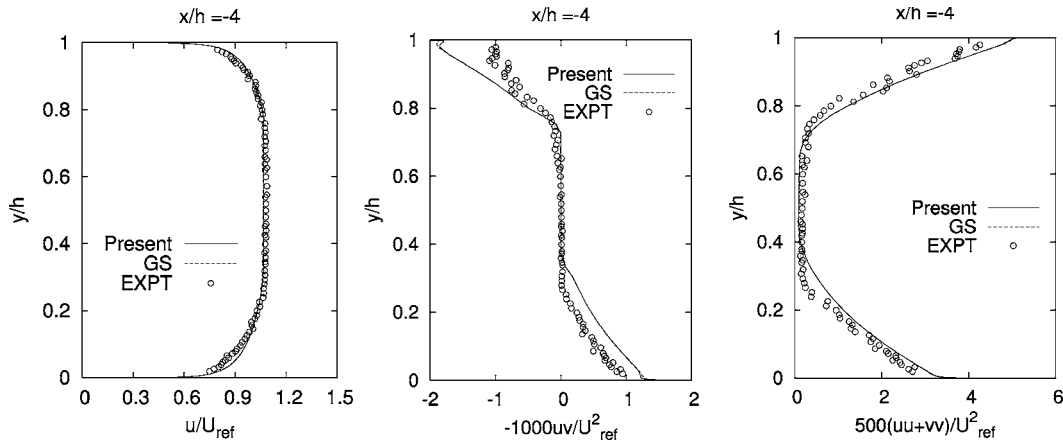 x/h =-4
1
0.8
0.6
0.4
0.2
0
y/h
Present
GS
EXPT
0 0.3 0.6 0.9 1.2 1.5
u/U_ref
x/h =-4
1
0.8
0.6
0.4
0.2
0
y/h
Present
GS
EXPT
-2 -1 0 1 2
-1000uv/U²_ref
x/h =-4
1
0.8
0.6
0.4
0.2
0
y/h
Present
GS
EXPT
0 2 4 6
500(uu+vv)/U²_ref